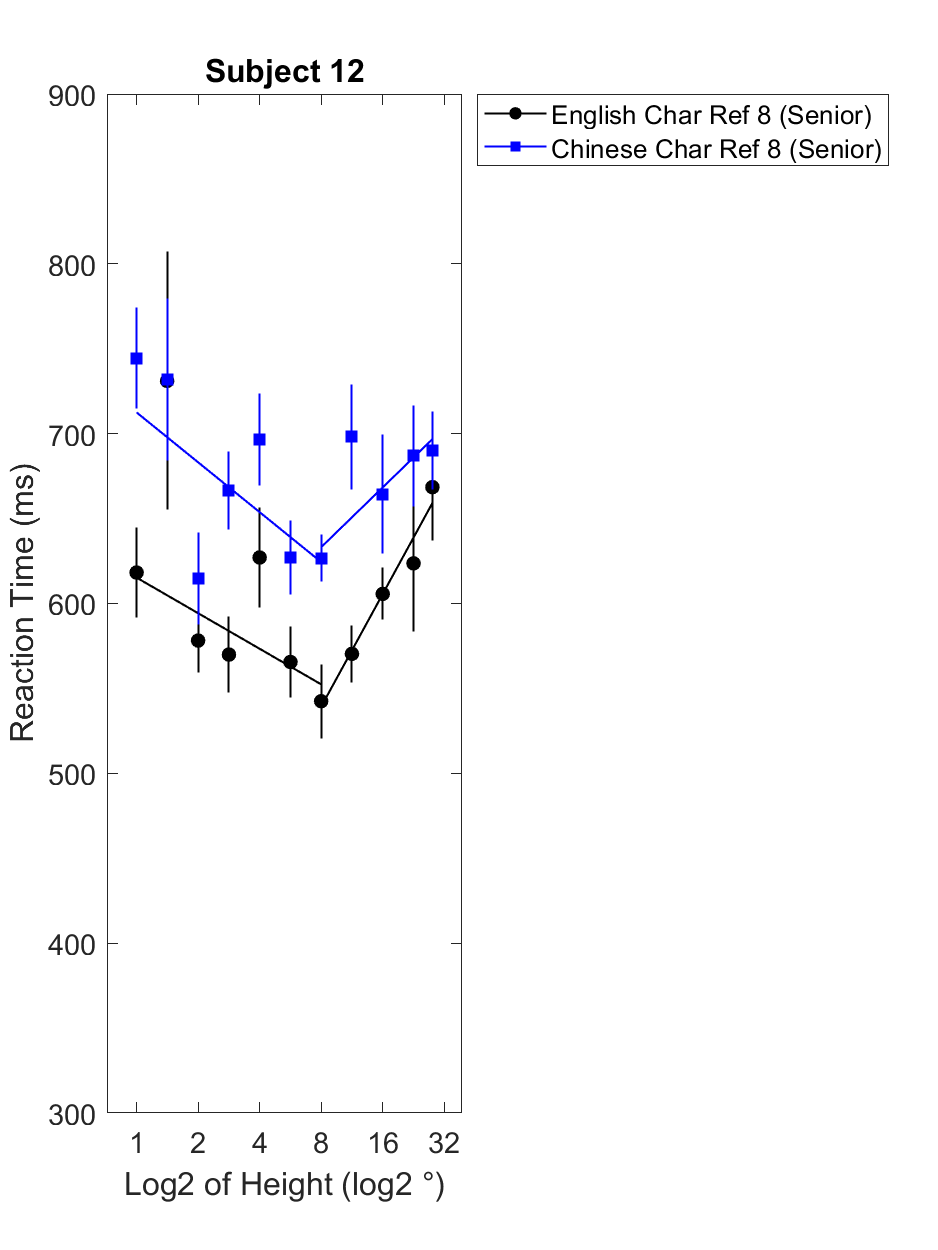 Subject 12
900
800
700
600
500
400
300
Reaction Time (ms)
1 2 4 8 16 32
Log2 of Height (log2 °)
English Char Ref 8 (Senior)
Chinese Char Ref 8 (Senior)